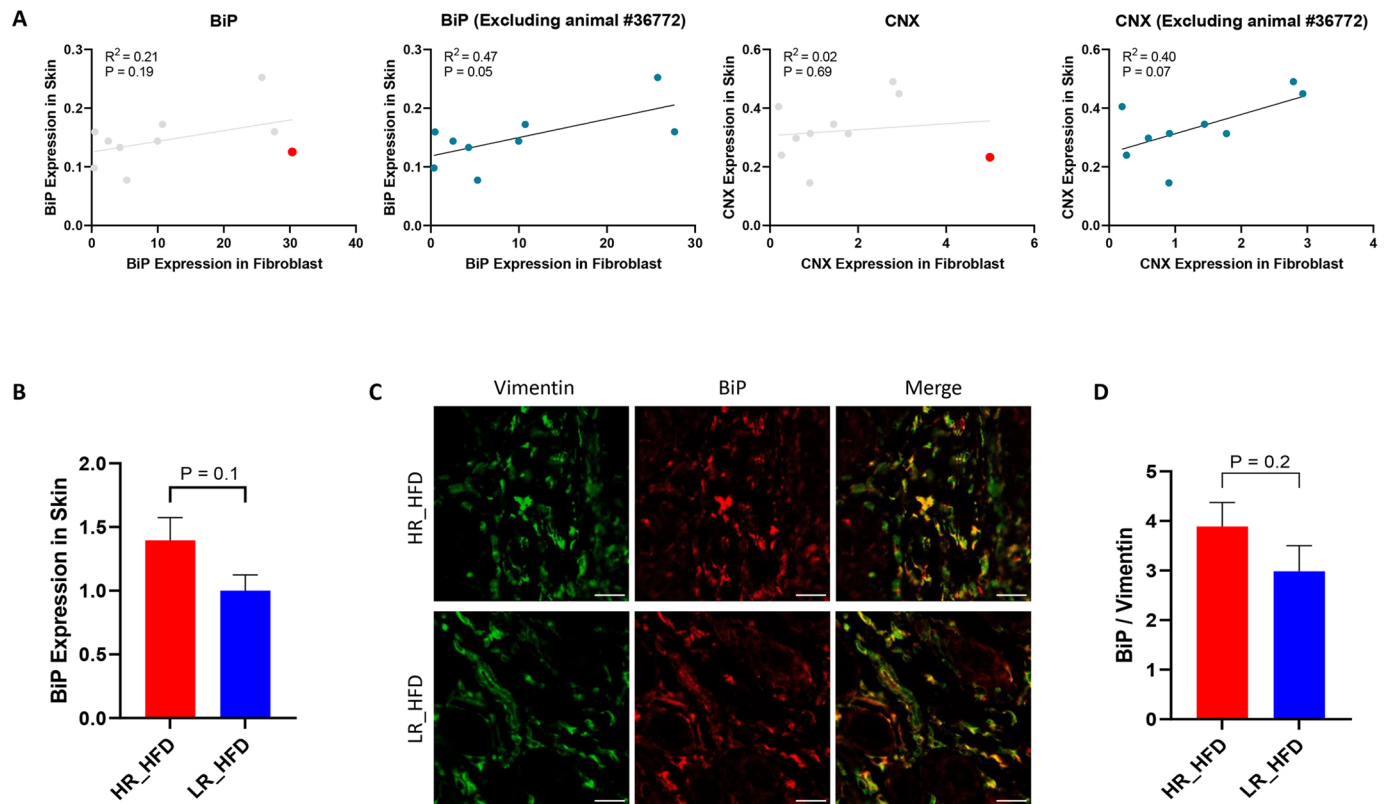 A
BiP
BiP (Excluding animal #36772)
CNX
CNX (Excluding animal #36772)
R2 = 0.21
P = 0.19
BiP Expression in Skin
0.3
0.2
0.1
0.0
0 10 20 30 40
BiP Expression in Fibroblast
R2 = 0.47
P = 0.05
BiP Expression in Skin
0.3
0.2
0.1
0.0
0 10 20 30
BiP Expression in Fibroblast
R2 = 0.02
P = 0.69
CNX Expression in Skin
0.6
0.4
0.2
0.0
0 2 4 6
CNX Expression in Fibroblast
R2 = 0.40
P = 0.07
CNX Expression in Skin
0.6
0.4
0.2
0.0
0 1 2 3 4
CNX Expression in Fibroblast
B
P = 0.1
BiP Expression in Skin
2.0
1.5
1.0
0.5
0.0
HR_HFD
LR_HFD
C
Vimentin
BiP
Merge
HR_HFD
LR_HFD
D
P = 0.2
BiP / Vimentin
5
4
3
2
1
0
HR_HFD
LR_HFD